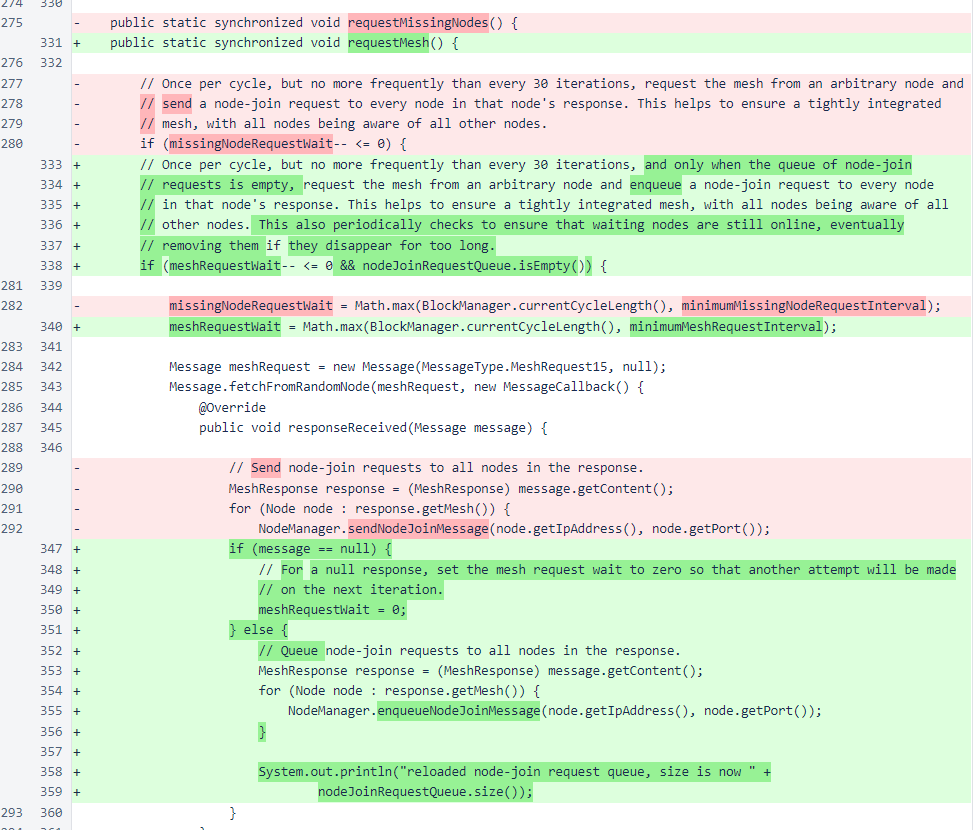 274 330
275 - public static synchronized void requestMissingNodes() {
331 + public static synchronized void requestMesh() {
276 332
277 - // Once per cycle, but no more frequently than every 30 iterations, request the mesh from an arbitrary node and
278 - // send a node-join request to every node in that node's response. This helps to ensure a tightly integrated
279 - // mesh, with all nodes being aware of all other nodes.
280 - if (missingNodeRequestWait-- <= 0) {
333 + // Once per cycle, but no more frequently than every 30 iterations, and only when the queue of node-join
334 + // requests is empty, request the mesh from an arbitrary node and enqueue a node-join request to every node
335 + // in that node's response. This helps to ensure a tightly integrated mesh, with all nodes being aware of all
336 + // other nodes. This also periodically checks to ensure that waiting nodes are still online, eventually
337 + // removing them if they disappear for too long.
338 + if (meshRequestWait-- <= 0 && nodeJoinRequestQueue.isEmpty()) {
281 339
282 - missingNodeRequestWait = Math.max(BlockManager.currentCycleLength(), minimumMissingNodeRequestInterval);
340 + meshRequestWait = Math.max(BlockManager.currentCycleLength(), minimumMeshRequestInterval);
283 341
284 342 Message meshRequest = new Message(MessageType.MeshRequest15, null);
285 343 Message.fetchFromRandomNode(meshRequest, new MessageCallback() {
286 344 @Override
287 345 public void responseReceived(Message message) {
288 346
289 - // Send node-join requests to all nodes in the response.
290 - MeshResponse response = (MeshResponse) message.getContent();
291 - for (Node node : response.getMesh()) {
292 - NodeManager.sendNodeJoinMessage(node.getIpAddress(), node.getPort());
347 + if (message == null) {
348 + // For a null response, set the mesh request wait to zero so that another attempt will be made
349 + // on the next iteration.
350 + meshRequestWait = 0;
351 + } else {
352 + // Queue node-join requests to all nodes in the response.
353 + MeshResponse response = (MeshResponse) message.getContent();
354 + for (Node node : response.getMesh()) {
355 + NodeManager.enqueueNodeJoinMessage(node.getIpAddress(), node.getPort());
356 + }
357 +
358 + System.out.println("reloaded node-join request queue, size is now " +
359 + nodeJoinRequestQueue.size());
293 360 }